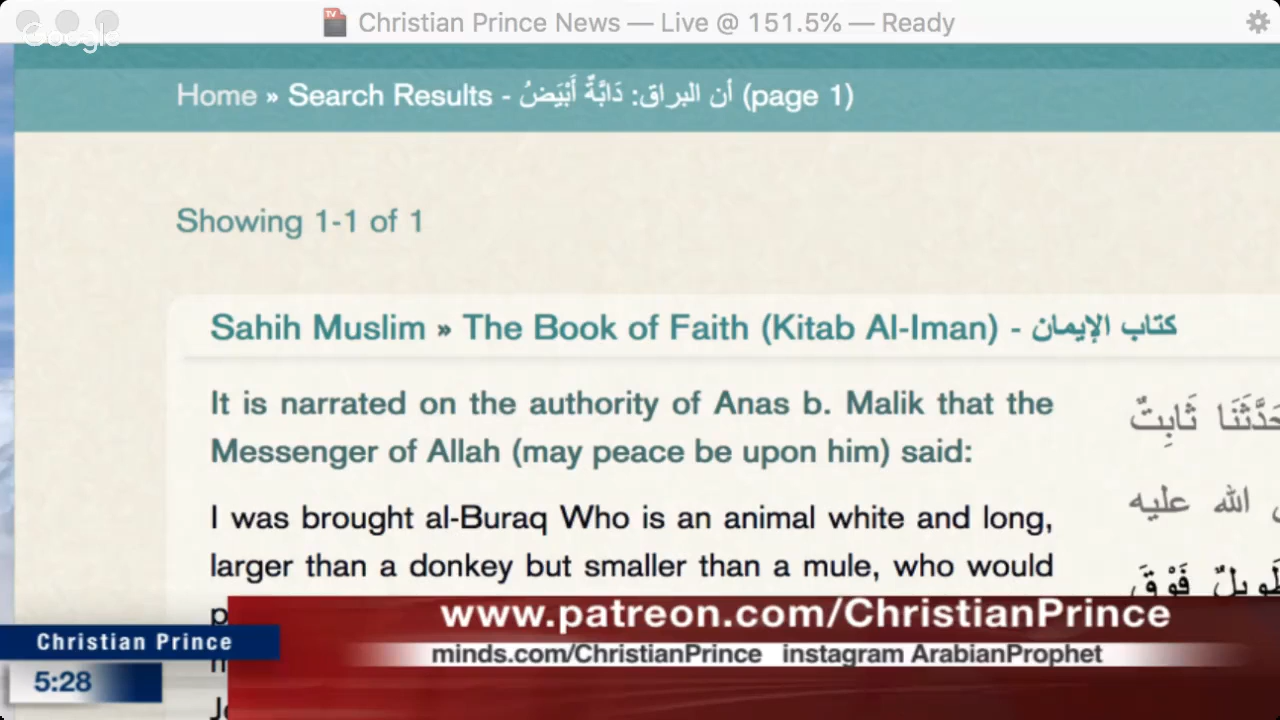 Christian Prince News — Live @ 151.5% — Ready
Google
Home » Search Results - أن البراق: دَابَّةٌ أَبْيَضُ (page 1)
Showing 1-1 of 1
Sahih Muslim » The Book of Faith (Kitab Al-Iman) - كتاب الإيمان
It is narrated on the authority of Anas b. Malik that the
حَدَّثَنَا ثَابِتٌ
Messenger of Allah (may peace be upon him) said:
الله عليه
I was brought al-Buraq Who is an animal white and long,
larger than a donkey but smaller than a mule, who would
فَوْقَ
www.patreon.com/ChristianPrince
Christian Prince
minds.com/ChristianPrince instagram ArabianProphet
5:28